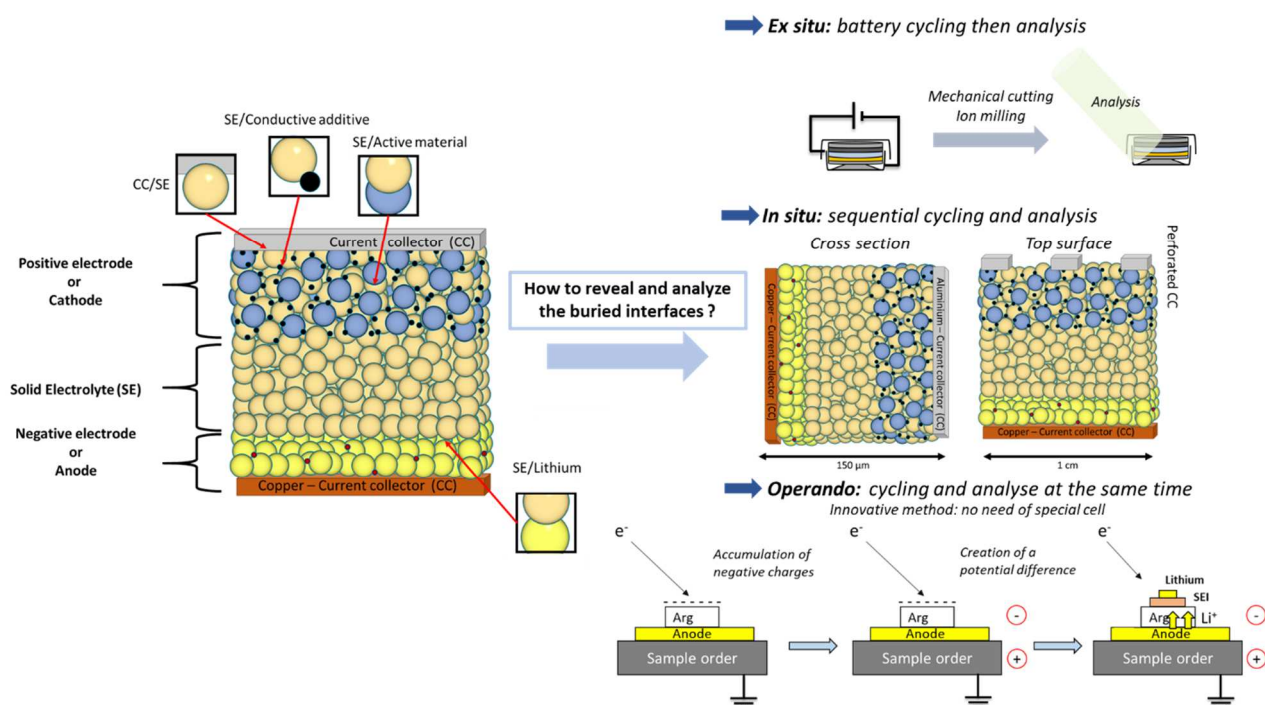 SE/Conductive additive
SE/Active material
CC/SE
Current collector (CC)
Positive electrode
or
Cathode
Solid Electrolyte (SE)
Negative electrode
or
Anode
Copper – Current collector (CC)
SE/Lithium
How to reveal and analyze
the buried interfaces ?
Ex situ: battery cycling then analysis
Mechanical cutting
Ion milling
Analysis
In situ: sequential cycling and analysis
Cross section
Top surface
Perforated CC
Copper – Current collector (CC)
Aluminium – Current collector (CC)
Copper – Current collector (CC)
150 µm
1 cm
Operando: cycling and analyse at the same time
Innovative method: no need of special cell
e-
Accumulation of
negative charges
e-
Creation of a
potential difference
e-
Lithium
SEI
Arg
Anode
Sample order
Arg
Anode
Sample order
-
+
Arg
Li+
Anode
Sample order
-
+